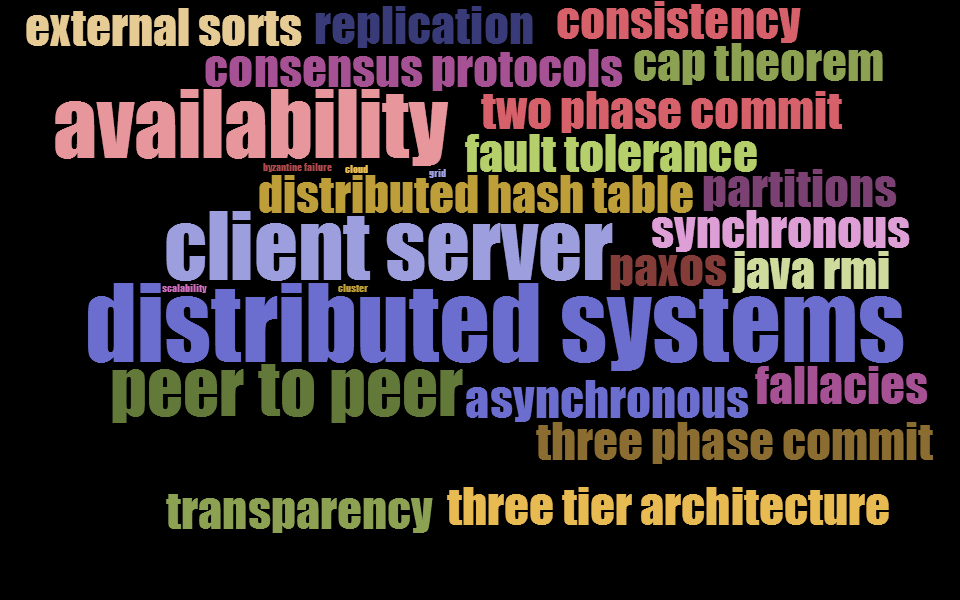 external sorts replication consistency
consensus protocols cap theorem
availability two phase commit
fault tolerance
byzantine failure cloud grid
distributed hash table partitions
client server synchronous
paxos java rmi
scalability cluster
distributed systems
peer to peer asynchronous fallacies
three phase commit
transparency three tier architecture